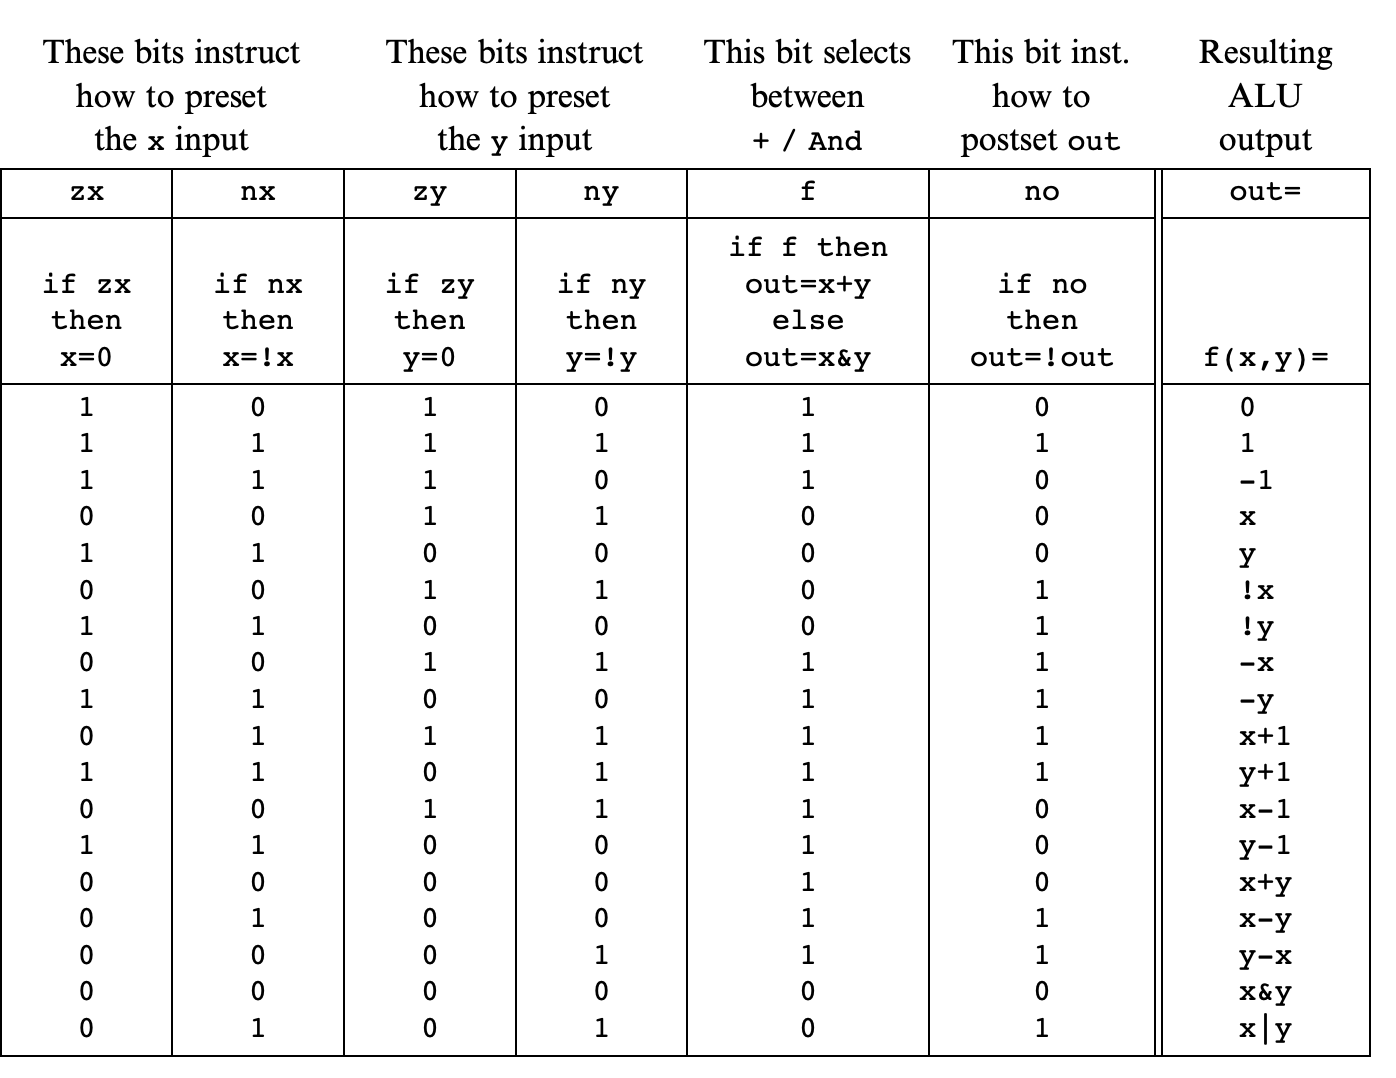 These bits instruct how to preset the x input
These bits instruct how to preset the y input
This bit selects between + / And
This bit inst. how to postset out
Resulting ALU output
zx nx zy ny f no out=
if zx then x=0
if nx then x=!x
if zy then y=0
if ny then y=!y
if f then out=x+y else out=x&y
if no then out=!out
f(x,y)=
1 0 1 0 1 0 0
1 1 1 1 1 1 1
1 1 1 0 1 0 -1
0 0 1 1 0 0 x
1 1 0 0 0 0 y
0 0 1 1 0 1 !x
1 1 0 0 0 1 !y
0 0 1 1 1 1 -x
1 1 0 0 1 1 -y
0 1 1 1 1 1 x+1
1 1 0 1 1 1 y+1
0 0 1 1 1 0 x-1
1 1 0 0 1 0 y-1
0 0 0 0 1 0 x+y
0 1 0 0 1 1 x-y
0 0 0 1 1 1 y-x
0 0 0 0 0 0 x&y
0 1 0 1 0 1 x|y